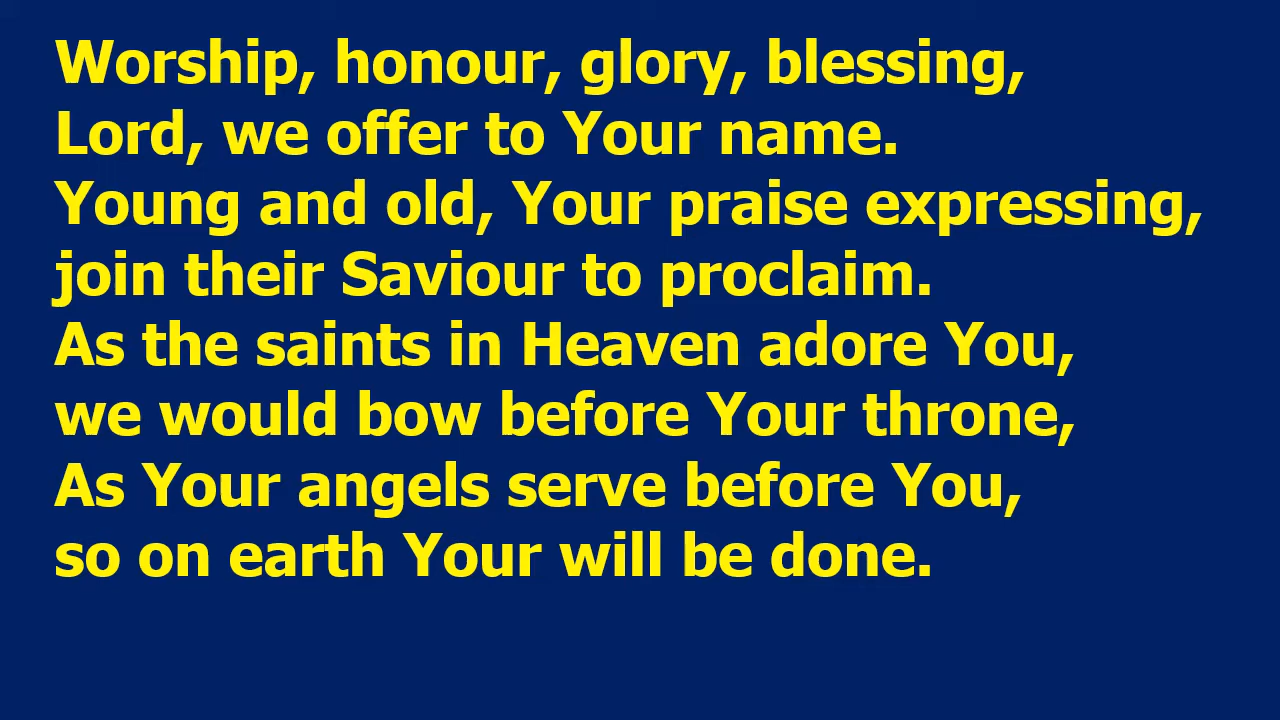 Worship, honour, glory, blessing,
Lord, we offer to Your name.
Young and old, Your praise expressing,
join their Saviour to proclaim.
As the saints in Heaven adore You,
we would bow before Your throne,
As Your angels serve before You,
so on earth Your will be done.